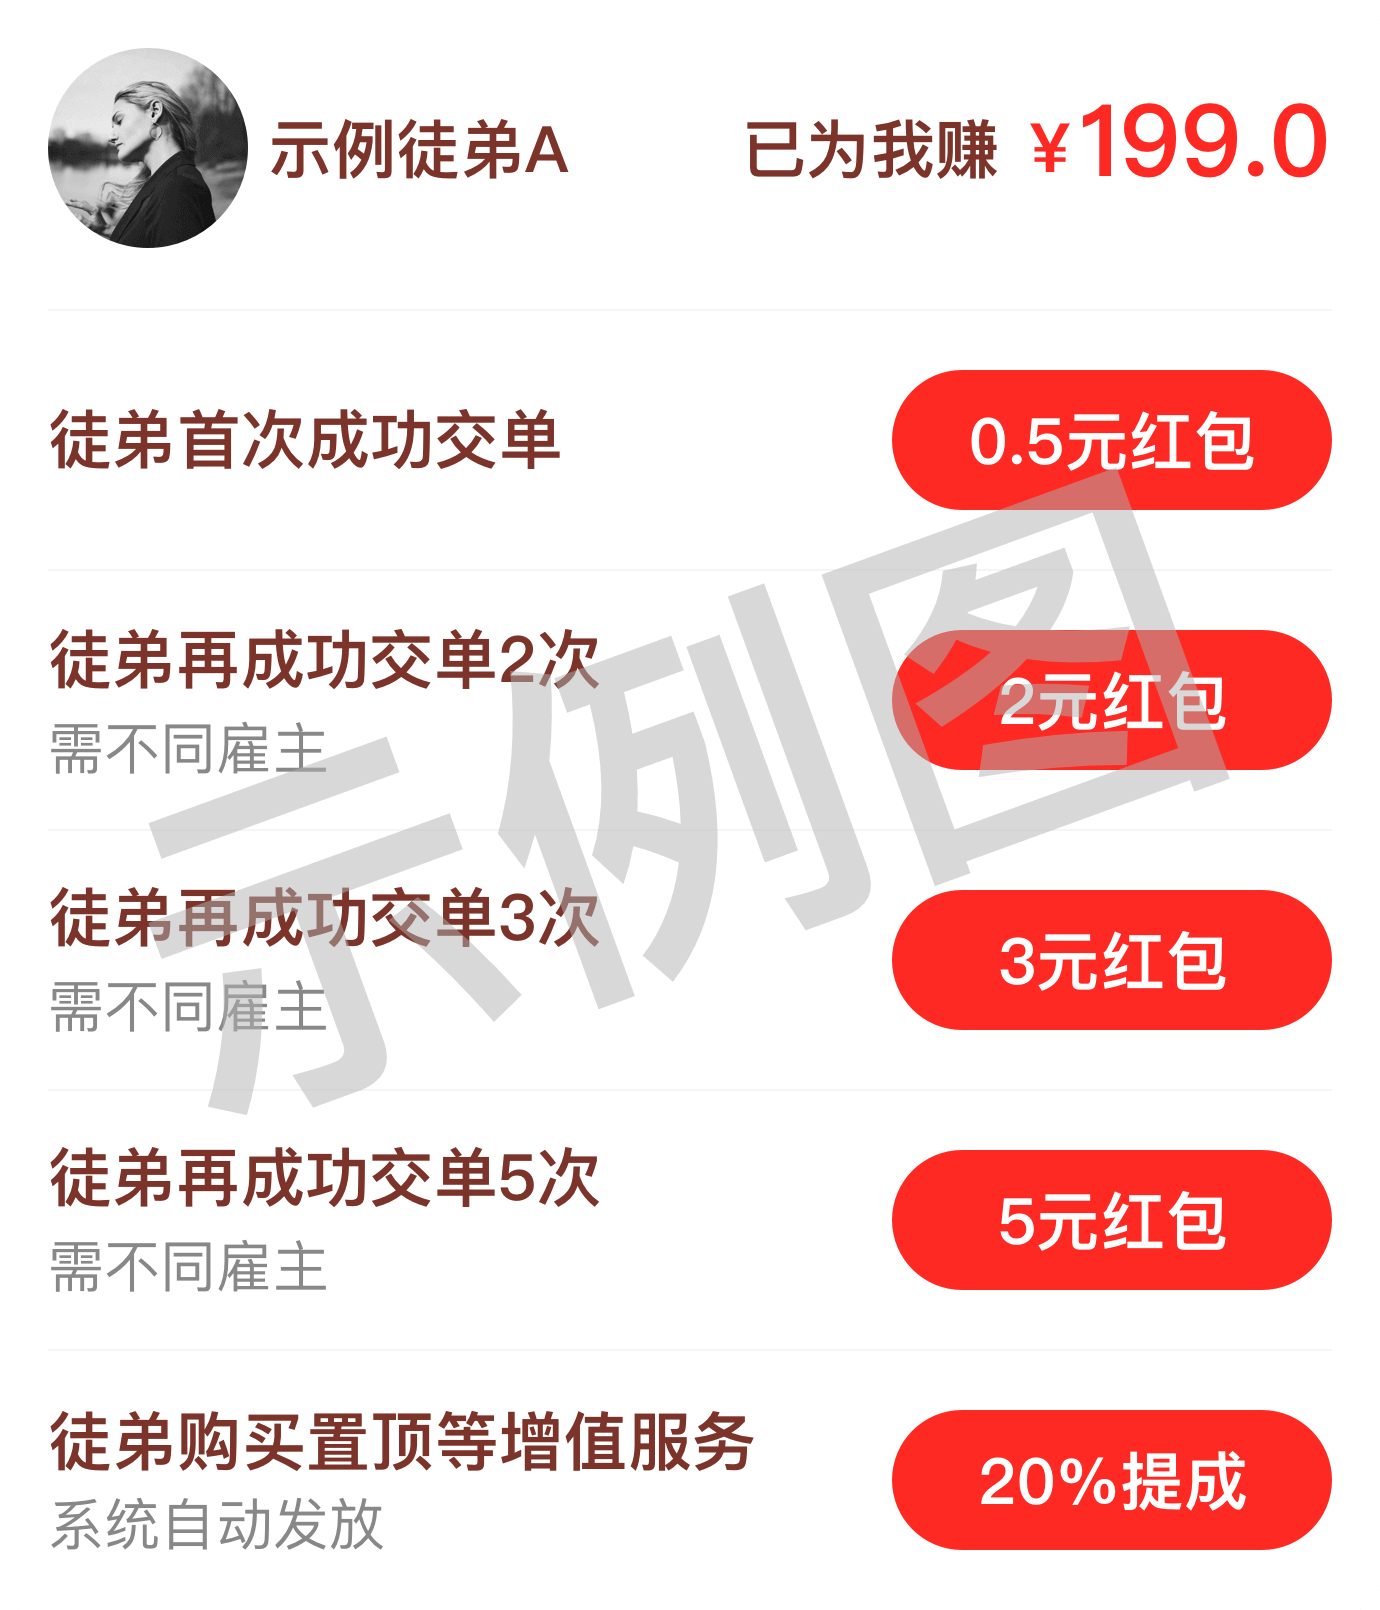 示例徒弟A 已为我赚 ¥199.0
徒弟首次成功交单 0.5元红包
徒弟再成功交单2次 2元红包
需不同雇主
徒弟再成功交单3次 3元红包
需不同雇主
徒弟再成功交单5次 5元红包
需不同雇主
徒弟购买置顶等增值服务 20%提成
系统自动发放
示例图